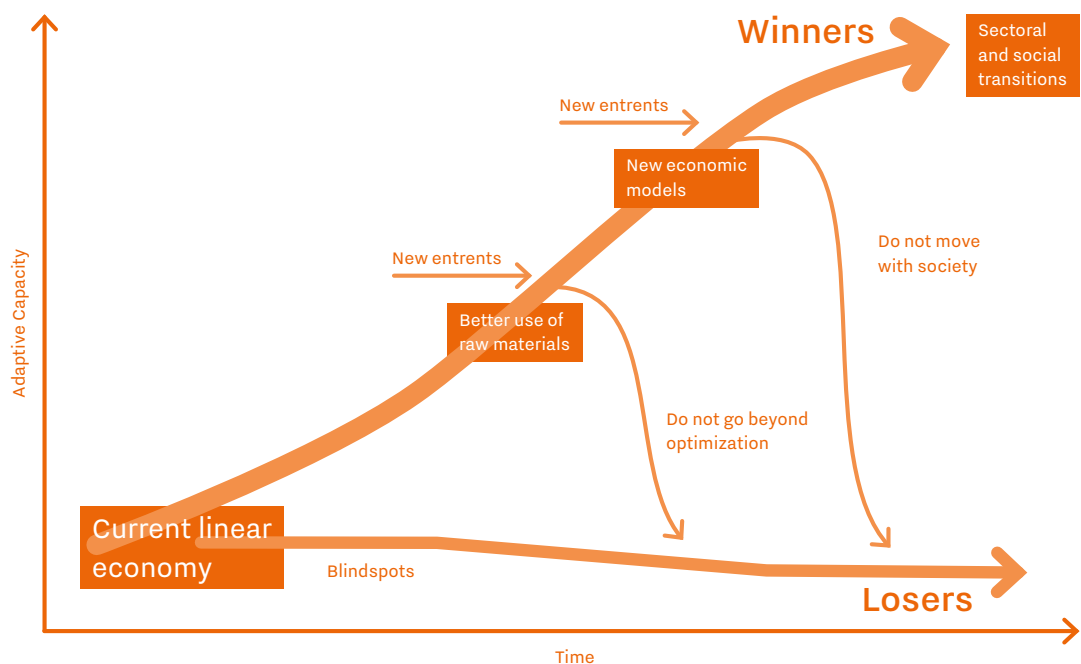 Winners
Sectoral
and social
transitions
New entrents
New economic
models
Do not move
with society
New entrents
Better use of
raw materials
Adaptive Capacity
Do not go beyond
optimization
Current linear
economy
Blindspots
Losers
Time